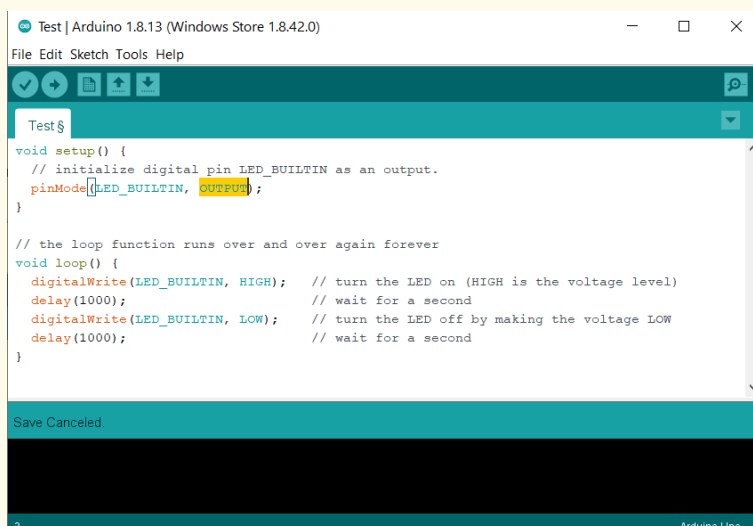 Test | Arduino 1.8.13 (Windows Store 1.8.42.0)
File Edit Sketch Tools Help
Test §
void setup() {
  // initialize digital pin LED_BUILTIN as an output.
  pinMode(LED_BUILTIN, OUTPUT);
}
// the loop function runs over and over again forever
void loop() {
  digitalWrite(LED_BUILTIN, HIGH);   // turn the LED on (HIGH is the voltage level)
  delay(1000);                       // wait for a second
  digitalWrite(LED_BUILTIN, LOW);    // turn the LED off by making the voltage LOW
  delay(1000);                       // wait for a second
}
Save Canceled.
Arduino Uno